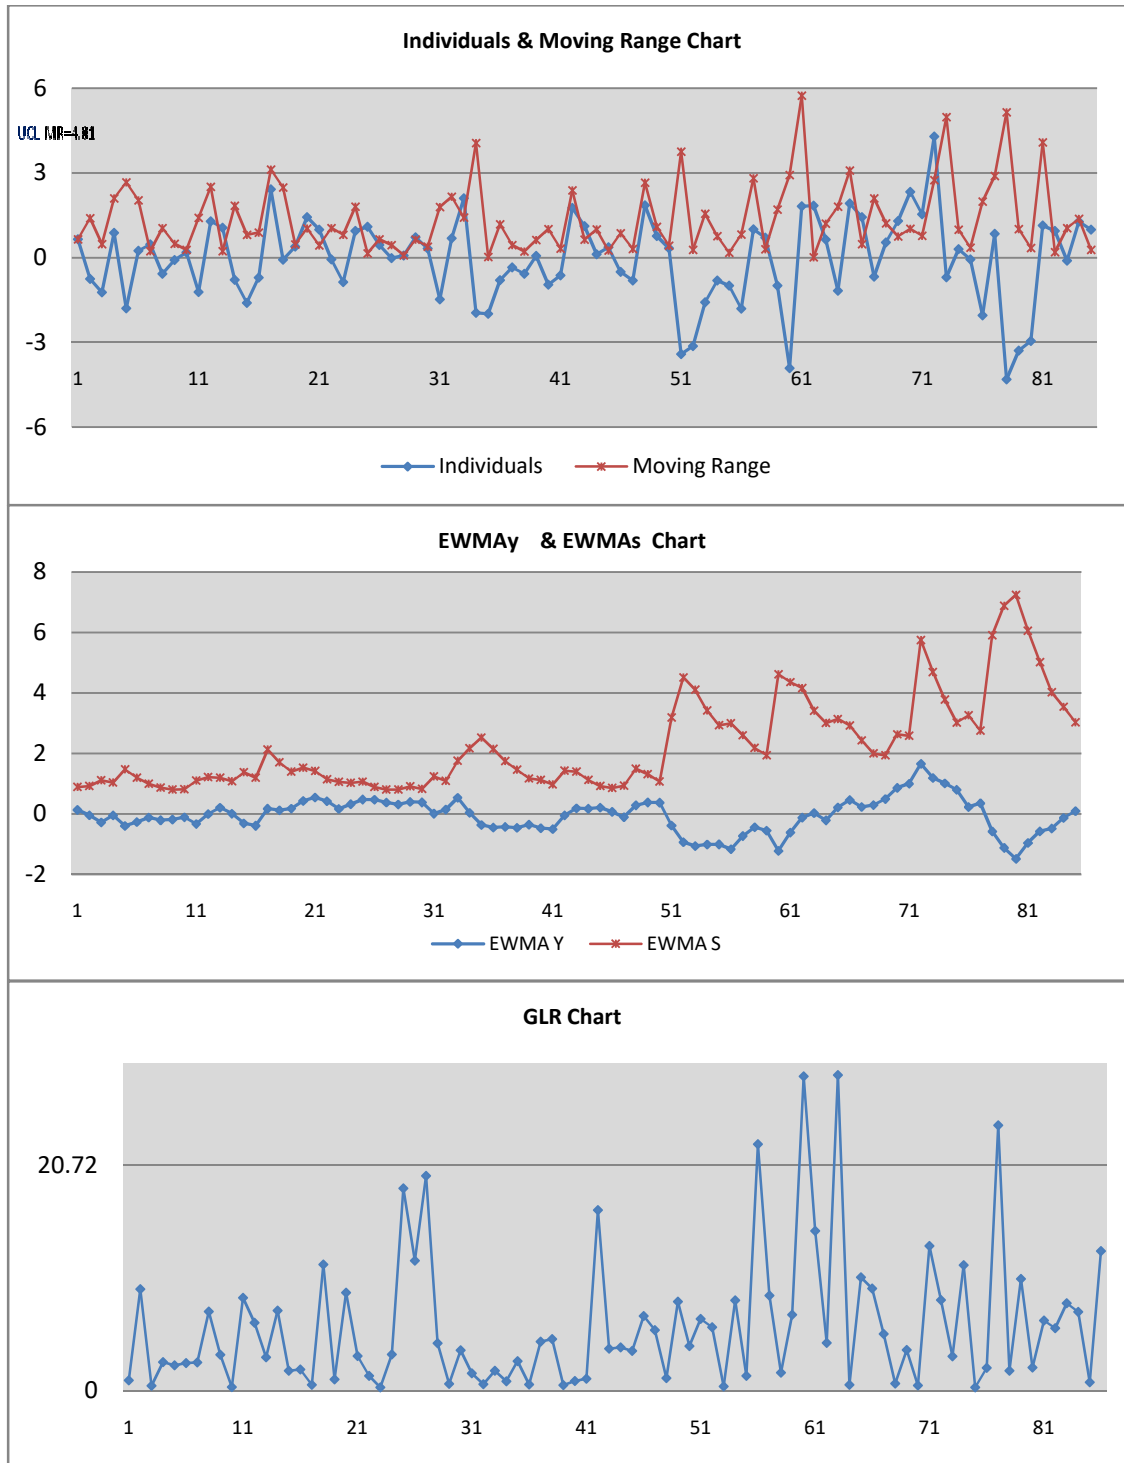 Individuals & Moving Range Chart
6
UCL MR=4.81
3
0
-3
1 11 21 31 41 51 61 71 81
-6
Individuals Moving Range
EWMAy & EWMAs Chart
8
6
4
2
0
-2
1 11 21 31 41 51 61 71 81
EWMA Y EWMA S
GLR Chart
20.72
0
1 11 21 31 41 51 61 71 81